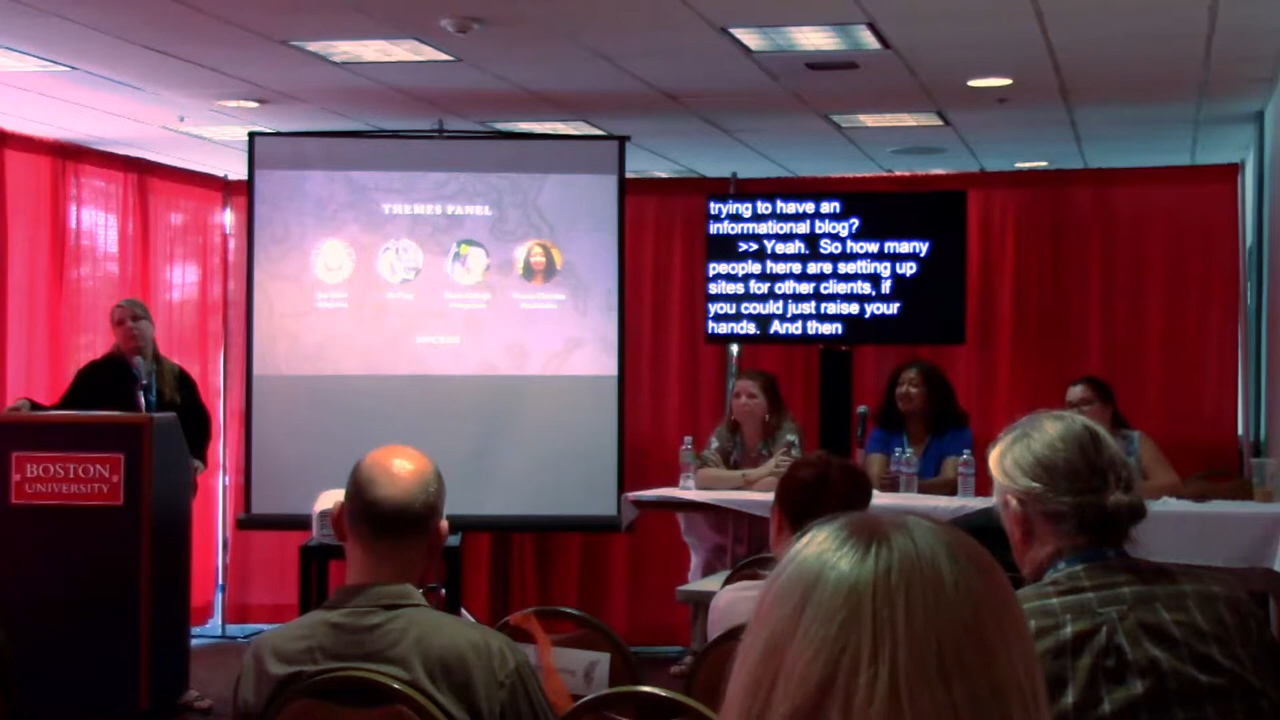 THEMES PANEL
trying to have an
informational blog?
>> Yeah.  So how many
people here are setting up
sites for other clients, if
you could just raise your
hands.  And then
BOSTON
UNIVERSITY